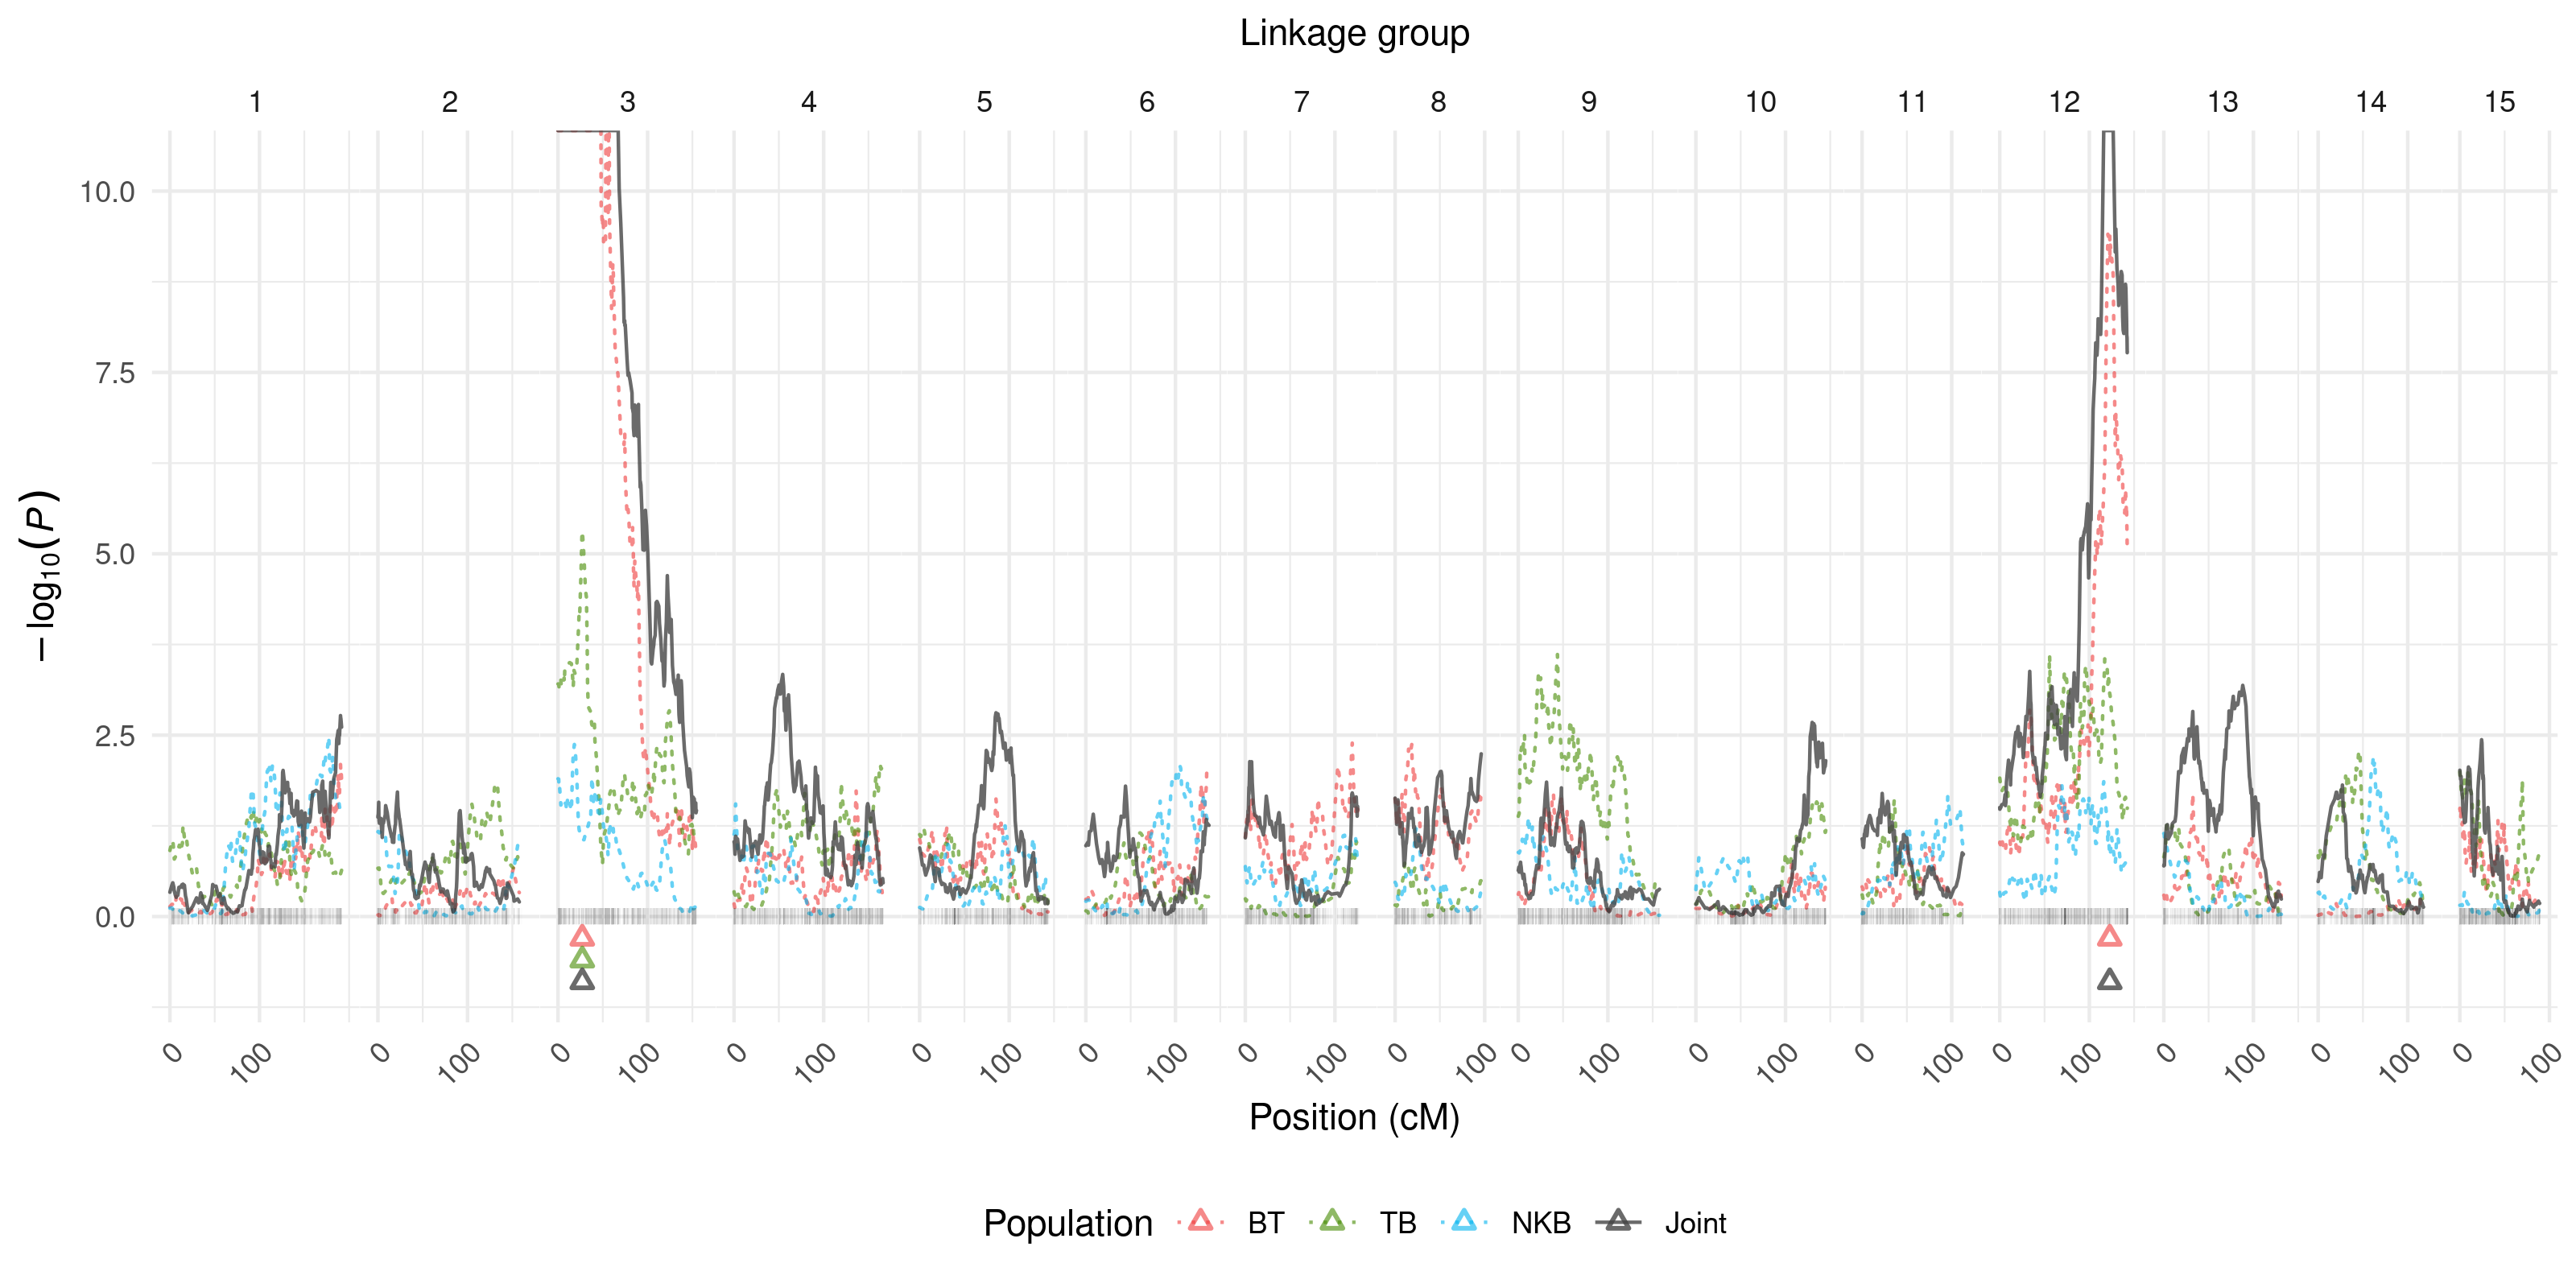 Linkage group
1 2 3 4 5 6 7 8 9 10 11 12 13 14 15
10.0
7.5
5.0
2.5
0.0
−log10(P)
0 100 0 100 0 100 0 100 0 100 0 100 0 100 0 100 0 100 0 100 0 100 0 100 0 100 0 100 0 100
Position (cM)
Population BT TB NKB Joint